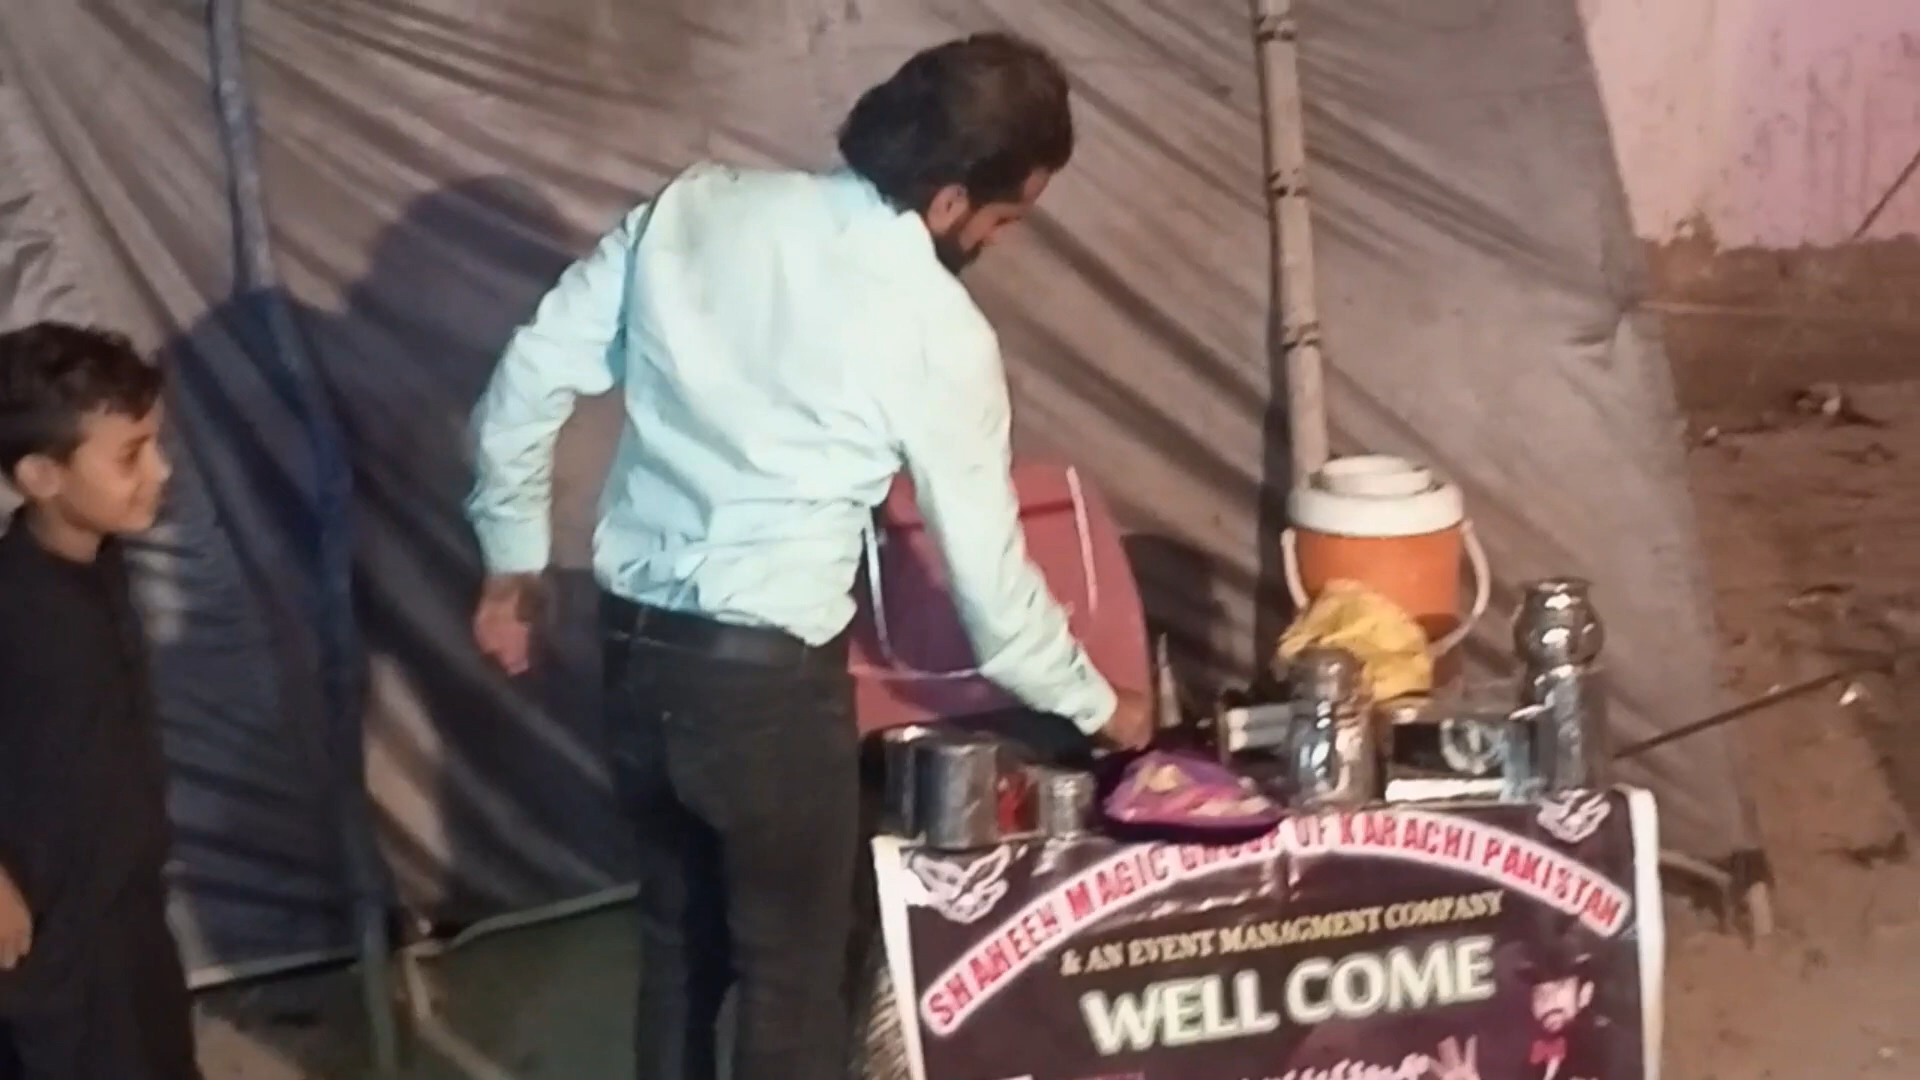 SHAHEEN MAGIC GROUP OF KARACHI PAKISTAN
& AN EVENT MANAGMENT COMPANY
WELL COME